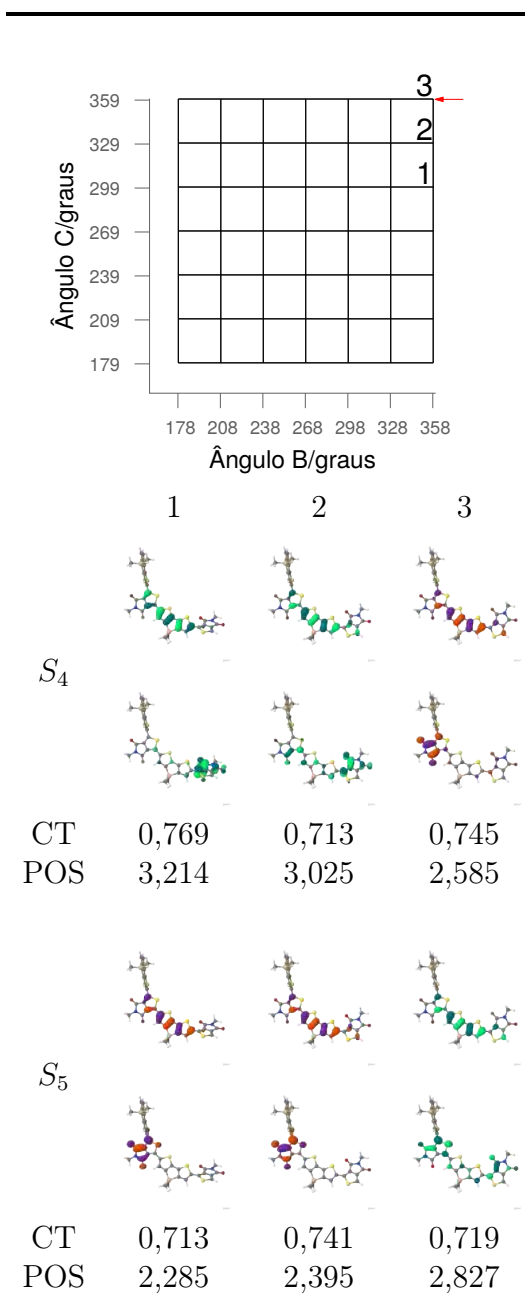 3
359
2
329
1
299
269
239
209
179
Ângulo C/graus
178 208 238 268 298 328 358
Ângulo B/graus
1 2 3
S4
CT 0,769 0,713 0,745
POS 3,214 3,025 2,585
S5
CT 0,713 0,741 0,719
POS 2,285 2,395 2,827